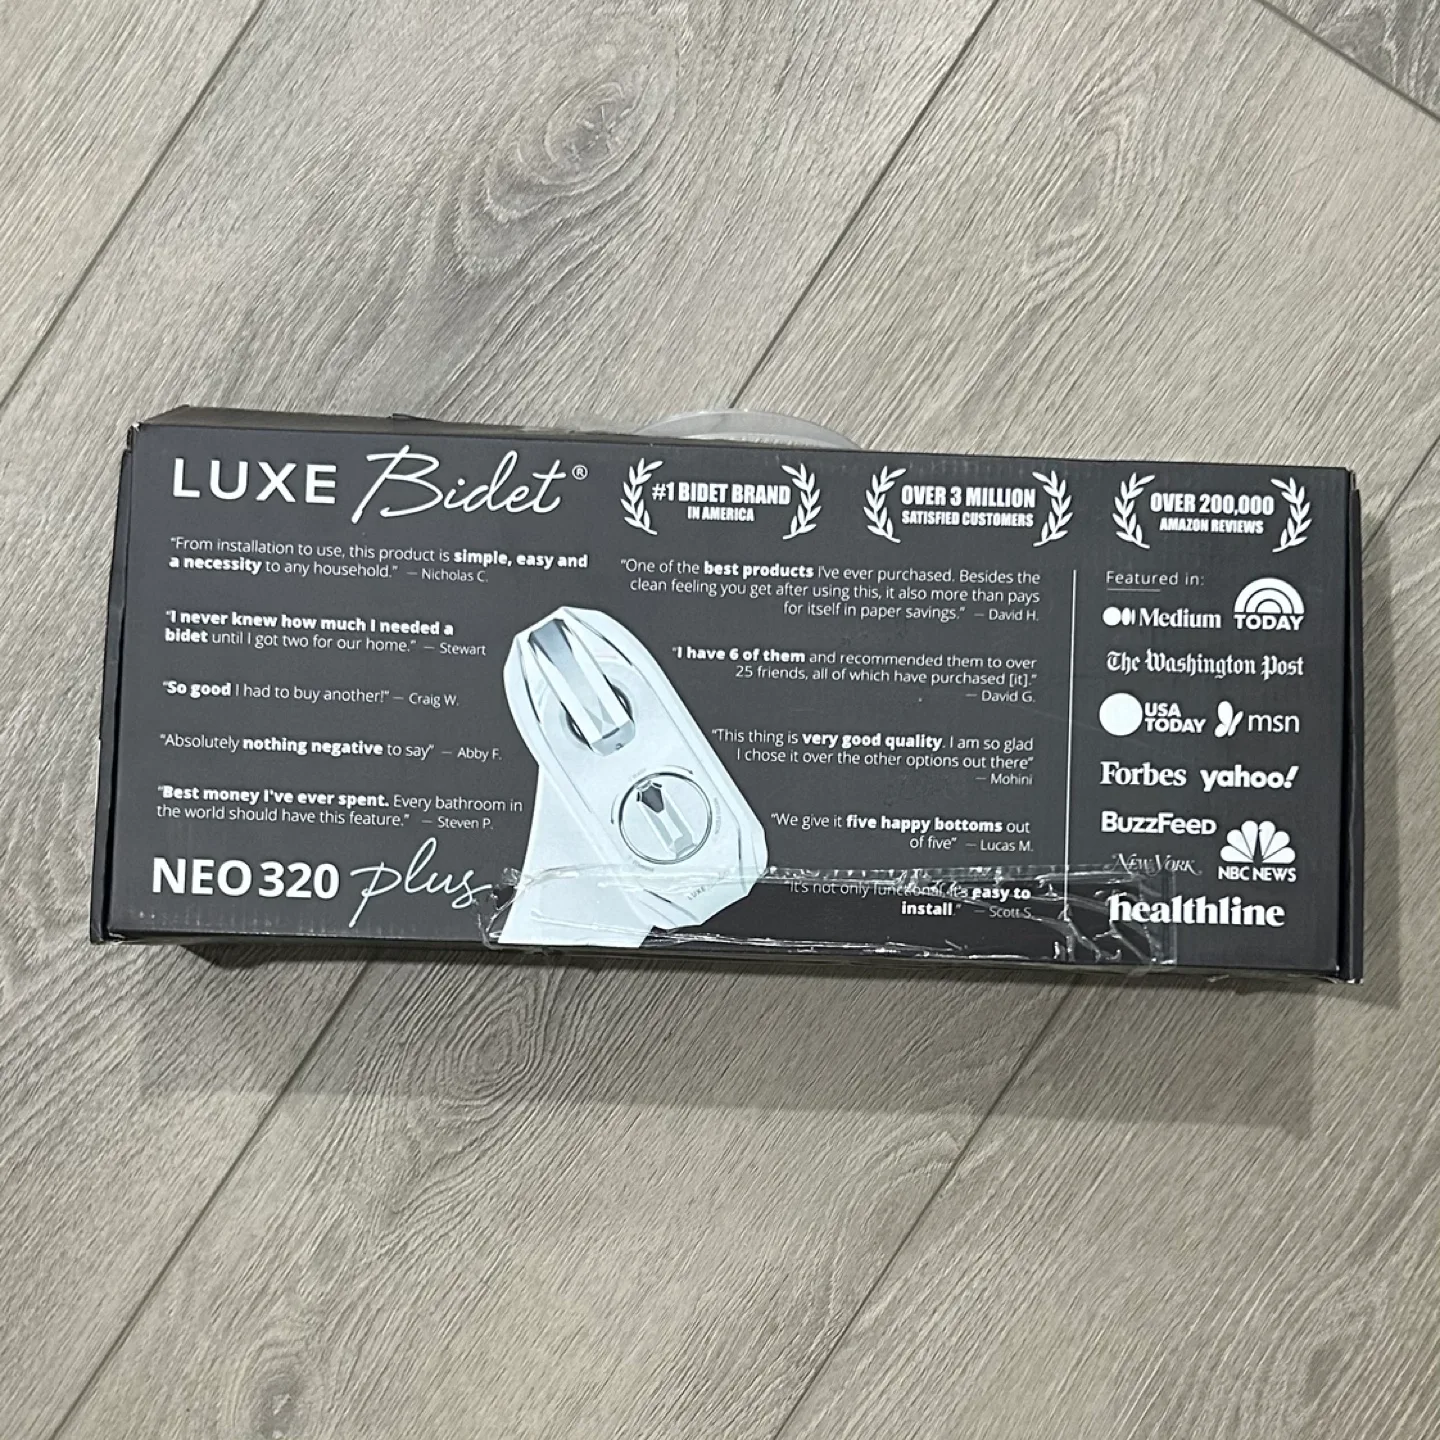 LUXE Bidet®
#1 BIDET BRAND
IN AMERICA
OVER 3 MILLION
SATISFIED CUSTOMERS
OVER 200,000
AMAZON REVIEWS
"From installation to use, this product is simple, easy and
a necessity to any household." — Nicholas C.
"I never knew how much I needed a
bidet until I got two for our home." — Stewart
"So good I had to buy another!" — Craig W.
"Absolutely nothing negative to say" — Abby F.
"Best money I've ever spent. Every bathroom in
the world should have this feature." — Steven P.
NEO 320 plus
"One of the best products I've ever purchased. Besides the
clean feeling you get after using this, it also more than pays
for itself in paper savings." — David H.
"I have 6 of them and recommended them to over
25 friends, all of which have purchased [it]."
— David G.
"This thing is very good quality. I am so glad
I chose it over the other options out there"
— Mohini
"We give it five happy bottoms out
of five" — Lucas M.
"It's not only functional, it's easy to
install." — Scott S.
LUXE
Featured in:
Medium
TODAY
The Washington Post
USA
TODAY
msn
Forbes
yahoo!
BuzzFeeD
NEW YORK
NBC NEWS
healthline